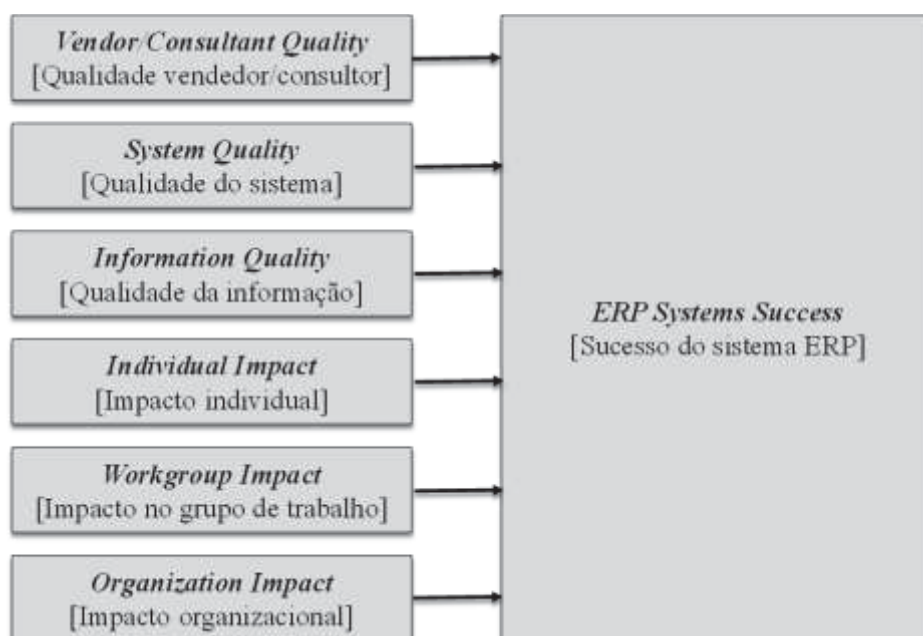 Vendor/Consultant Quality
[Qualidade vendedor/consultor]
System Quality
[Qualidade do sistema]
Information Quality
[Qualidade da informação]
Individual Impact
[Impacto individual]
Workgroup Impact
[Impacto no grupo de trabalho]
Organization Impact
[Impacto organizacional]
ERP Systems Success
[Sucesso do sistema ERP]